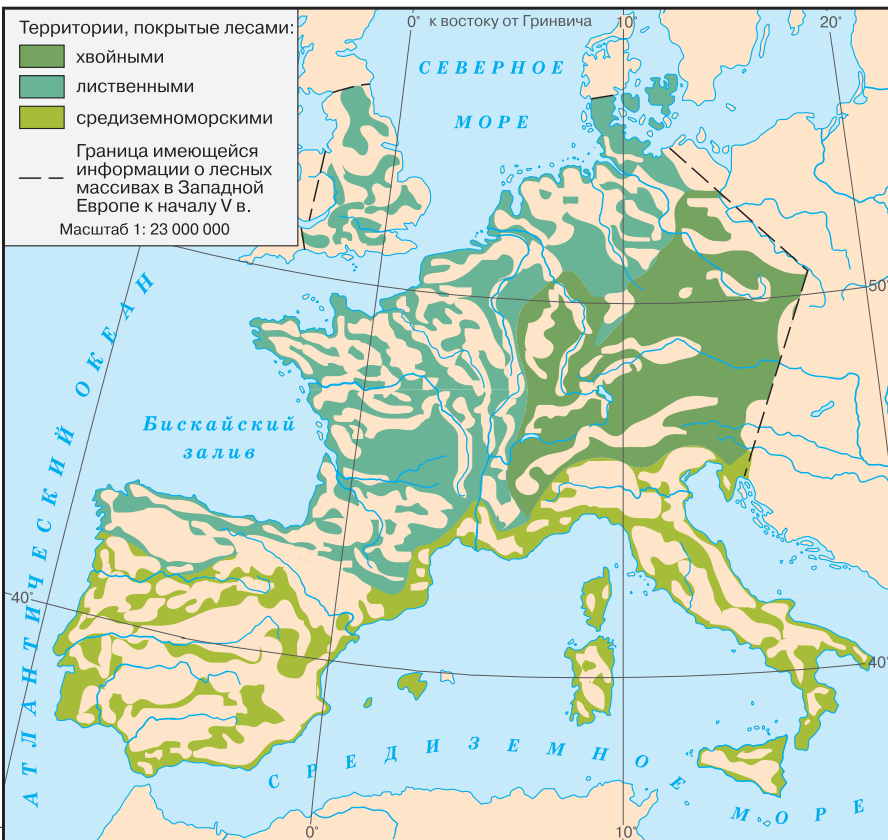 Территории, покрытые лесами:
хвойными
лиственными
средиземноморскими
Граница имеющейся
информации о лесных
массивах в Западной
Европе к началу V в.
Масштаб 1: 23 000 000
0° к востоку от Гринвича 10° 20°
СЕВЕРНОЕ
МОРЕ
50°
АТЛАНТИЧЕСКИЙ ОКЕАН
Бискайский
залив
40°
40°
СРЕДИЗЕМНОЕ МОРЕ
0° 10°